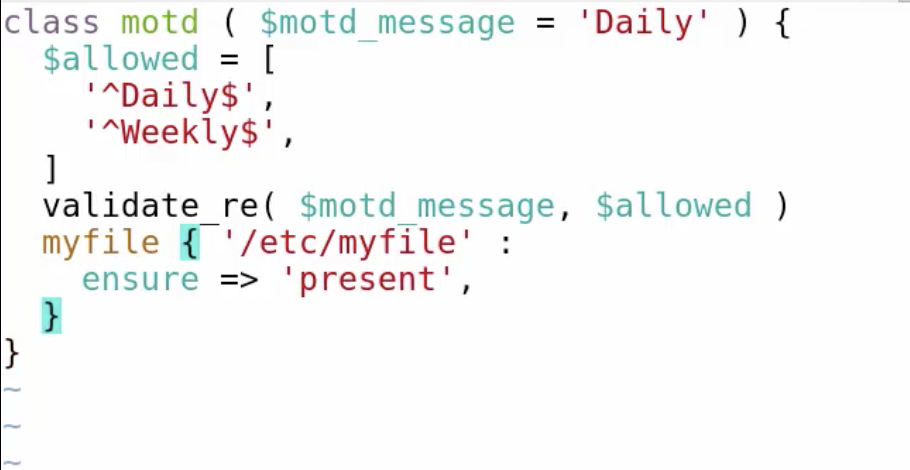 class motd ( $motd_message = 'Daily' ) {
  $allowed = [
    '^Daily$',
    '^Weekly$',
  ]
  validate_re( $motd_message, $allowed )
  myfile { '/etc/myfile' :
    ensure => 'present',
  }
}
~
~
~